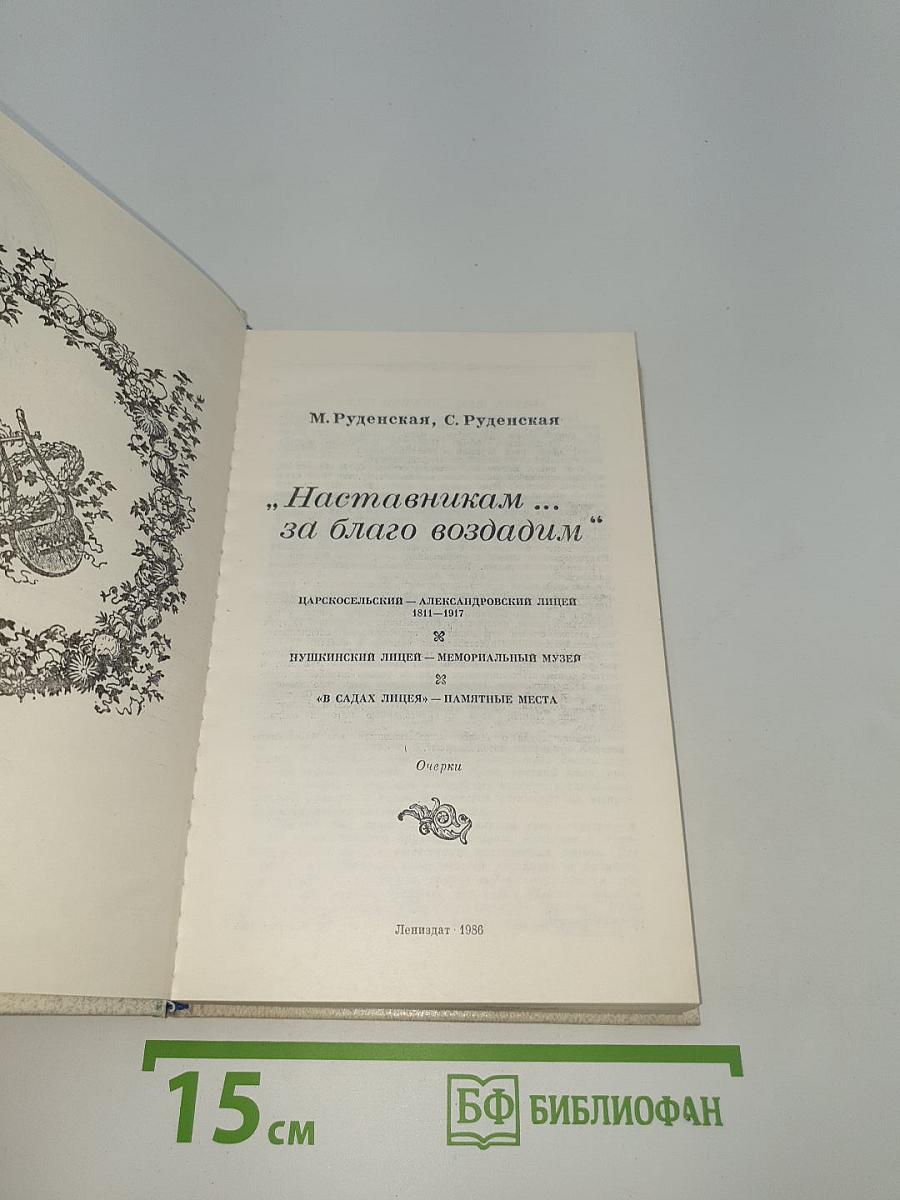 М. Руденская, С. Руденская
„Наставникам ...
за благо воздадим“
ЦАРСКОСЕЛЬСКИЙ — АЛЕКСАНДРОВСКИЙ ЛИЦЕЙ
1811—1917
ПУШКИНСКИЙ ЛИЦЕЙ — МЕМОРИАЛЬНЫЙ МУЗЕЙ
«В САДАХ ЛИЦЕЯ» — ПАМЯТНЫЕ МЕСТА
Очерки
Лениздат · 1986
15 см
БФ БИБЛИОФАН